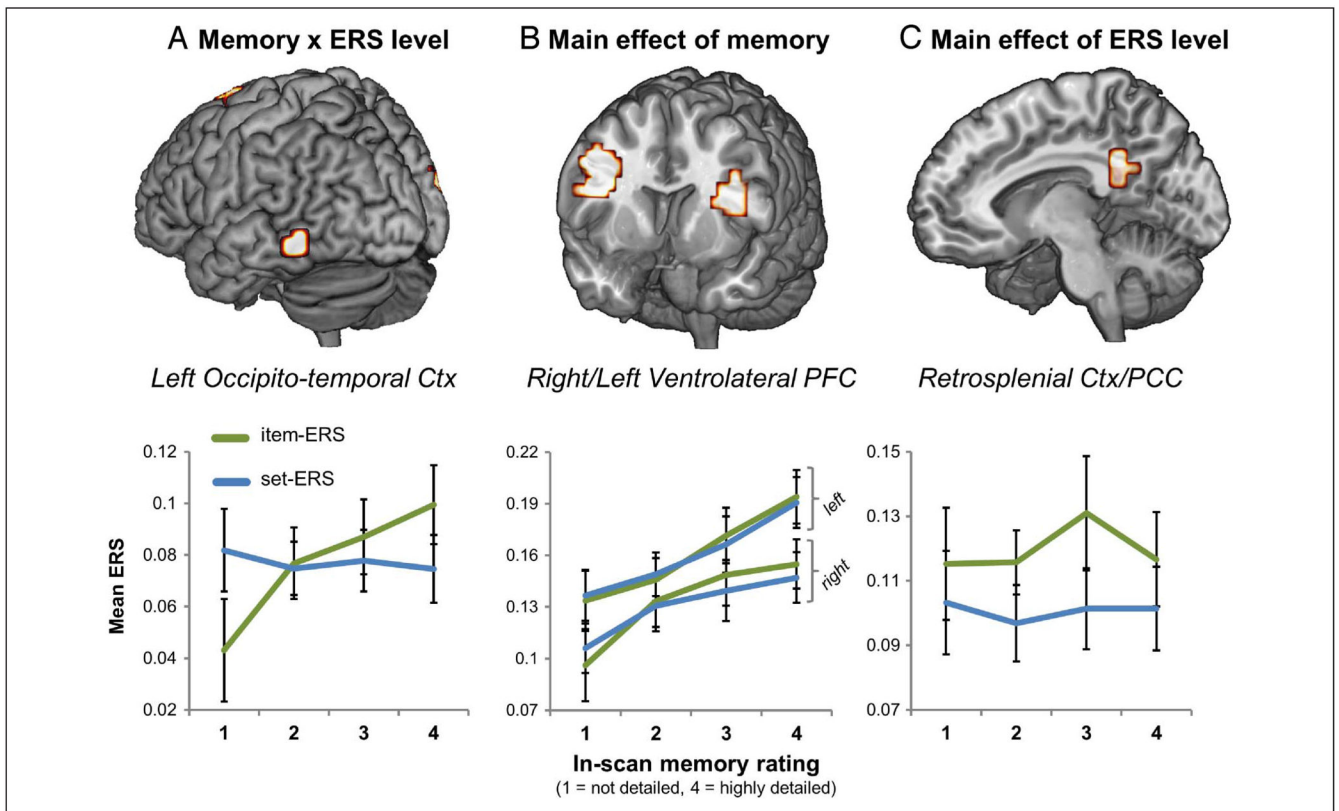 A Memory x ERS level
B Main effect of memory
C Main effect of ERS level
Left Occipito-temporal Ctx
Right/Left Ventrolateral PFC
Retrosplenial Ctx/PCC
item-ERS
set-ERS
Mean ERS
0.12
0.1
0.08
0.06
0.04
0.02
1 2 3 4
0.22
0.19
0.16
0.13
0.1
0.07
left
right
1 2 3 4
0.15
0.13
0.11
0.09
0.07
1 2 3 4
In-scan memory rating
(1 = not detailed, 4 = highly detailed)